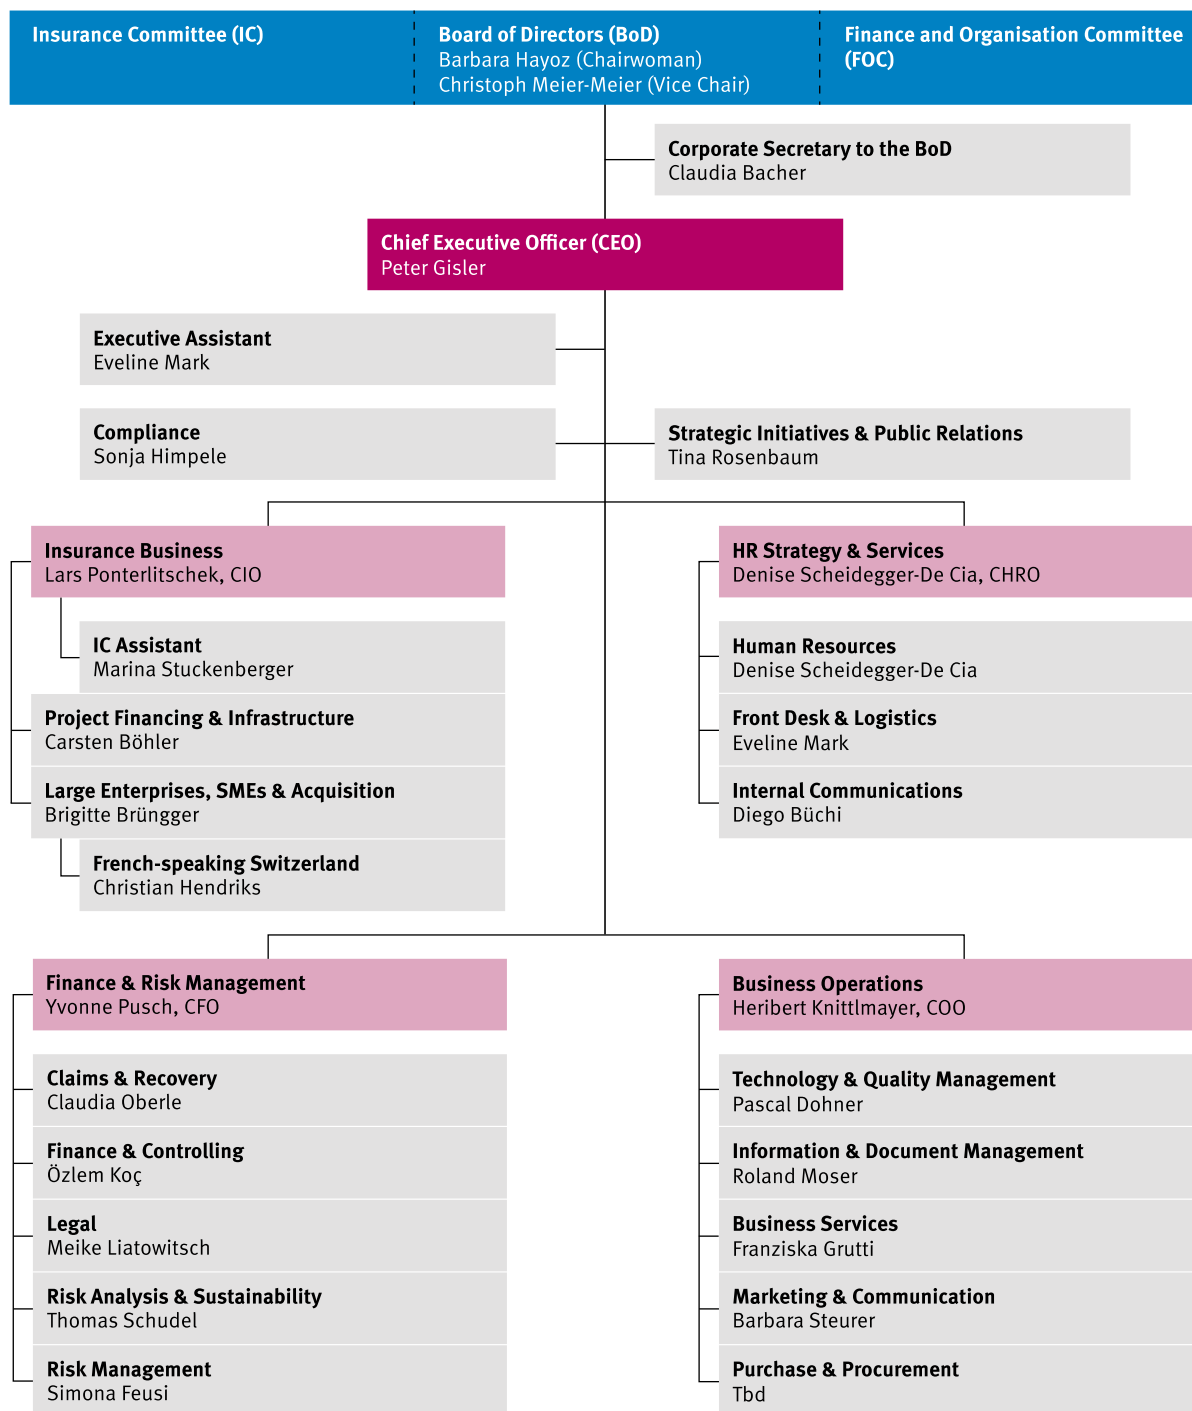 Insurance Committee (IC)
Board of Directors (BoD)
Barbara Hayoz (Chairwoman)
Christoph Meier-Meier (Vice Chair)
Finance and Organisation Committee
(FOC)
Corporate Secretary to the BoD
Claudia Bacher
Chief Executive Officer (CEO)
Peter Gisler
Executive Assistant
Eveline Mark
Compliance
Sonja Himpele
Strategic Initiatives & Public Relations
Tina Rosenbaum
Insurance Business
Lars Ponterlitschek, CIO
IC Assistant
Marina Stuckenberger
Project Financing & Infrastructure
Carsten Böhler
Large Enterprises, SMEs & Acquisition
Brigitte Brüngger
French-speaking Switzerland
Christian Hendriks
HR Strategy & Services
Denise Scheidegger-De Cia, CHRO
Human Resources
Denise Scheidegger-De Cia
Front Desk & Logistics
Eveline Mark
Internal Communications
Diego Büchi
Finance & Risk Management
Yvonne Pusch, CFO
Claims & Recovery
Claudia Oberle
Finance & Controlling
Özlem Koç
Legal
Meike Liatowitsch
Risk Analysis & Sustainability
Thomas Schudel
Risk Management
Simona Feusi
Business Operations
Heribert Knittlmayer, COO
Technology & Quality Management
Pascal Dohner
Information & Document Management
Roland Moser
Business Services
Franziska Grutti
Marketing & Communication
Barbara Steurer
Purchase & Procurement
Tbd